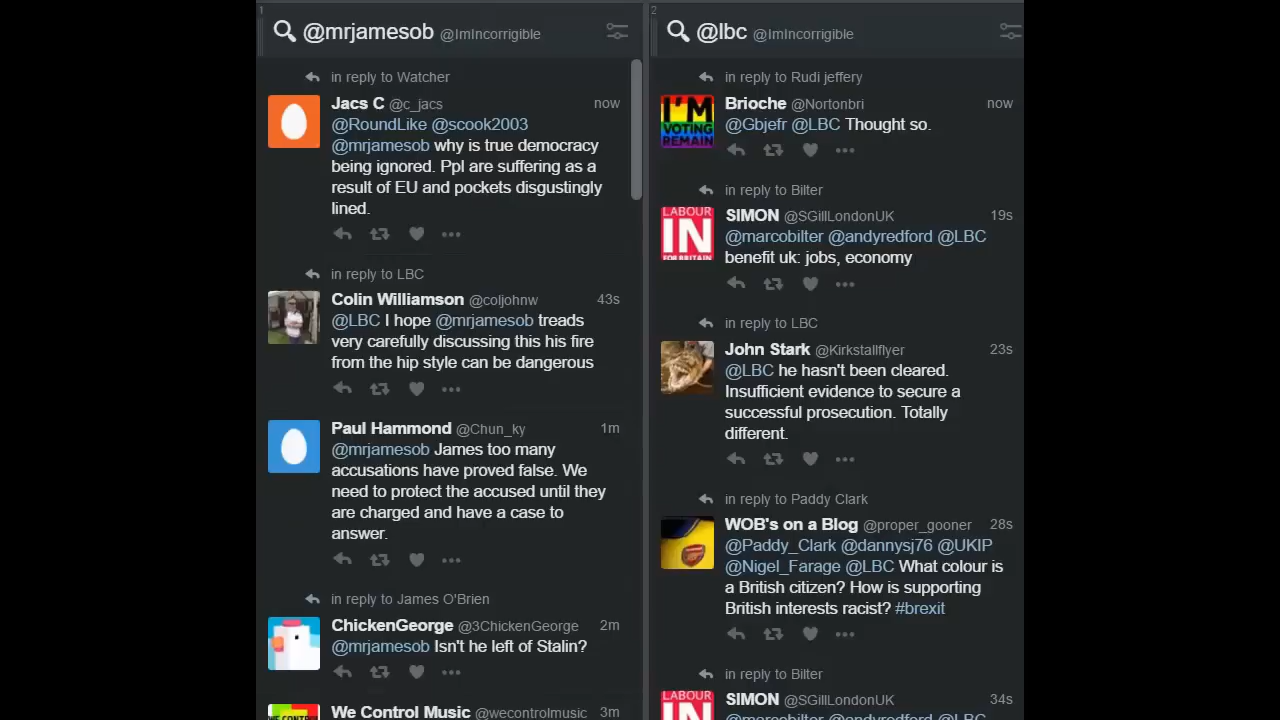 1
@mrjamesob @ImIncorrigible
in reply to Watcher
Jacs C @c_jacs now
@RoundLike @scook2003
@mrjamesob why is true democracy
being ignored. Ppl are suffering as a
result of EU and pockets disgustingly
lined.
in reply to LBC
Colin Williamson @coljohnw 43s
@LBC I hope @mrjamesob treads
very carefully discussing this his fire
from the hip style can be dangerous
Paul Hammond @Chun_ky 1m
@mrjamesob James too many
accusations have proved false. We
need to protect the accused until they
are charged and have a case to
answer.
in reply to James O'Brien
ChickenGeorge @3ChickenGeorge 2m
@mrjamesob Isn't he left of Stalin?
WE CONTROL
We Control Music @wecontrolmusic 3m
2
@lbc @ImIncorrigible
in reply to Rudi jeffery
I'M
VOTING
REMAIN
Brioche @Nortonbri now
@Gbjefr @LBC Thought so.
in reply to Bilter
LABOUR
IN
FOR BRITAIN
SIMON @SGillLondonUK 19s
@marcobilter @andyredford @LBC
benefit uk: jobs, economy
in reply to LBC
John Stark @Kirkstallflyer 23s
@LBC he hasn't been cleared.
Insufficient evidence to secure a
successful prosecution. Totally
different.
in reply to Paddy Clark
WOB's on a Blog @proper_gooner 28s
@Paddy_Clark @dannysj76 @UKIP
@Nigel_Farage @LBC What colour is
a British citizen? How is supporting
British interests racist? #brexit
in reply to Bilter
LABOUR
IN
SIMON @SGillLondonUK 34s
@marcobilter @andyredford @LBC